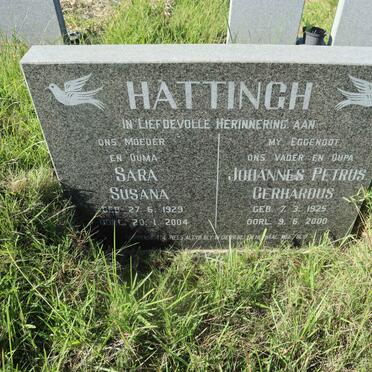 HATTINGH
IN LIEFDEVOLLE HERINNERING AAN
ONS MOEDER
EN OUMA
SARA
SUSANA
GEB. 27. 6. 1929
20. 1. 2004
MY EGGENOOT
ONS VADER EN OUPA
JOHANNES PETRUS
GERHARDUS
GEB. 7. 3. 1925
OORL. 9. 6. 2000